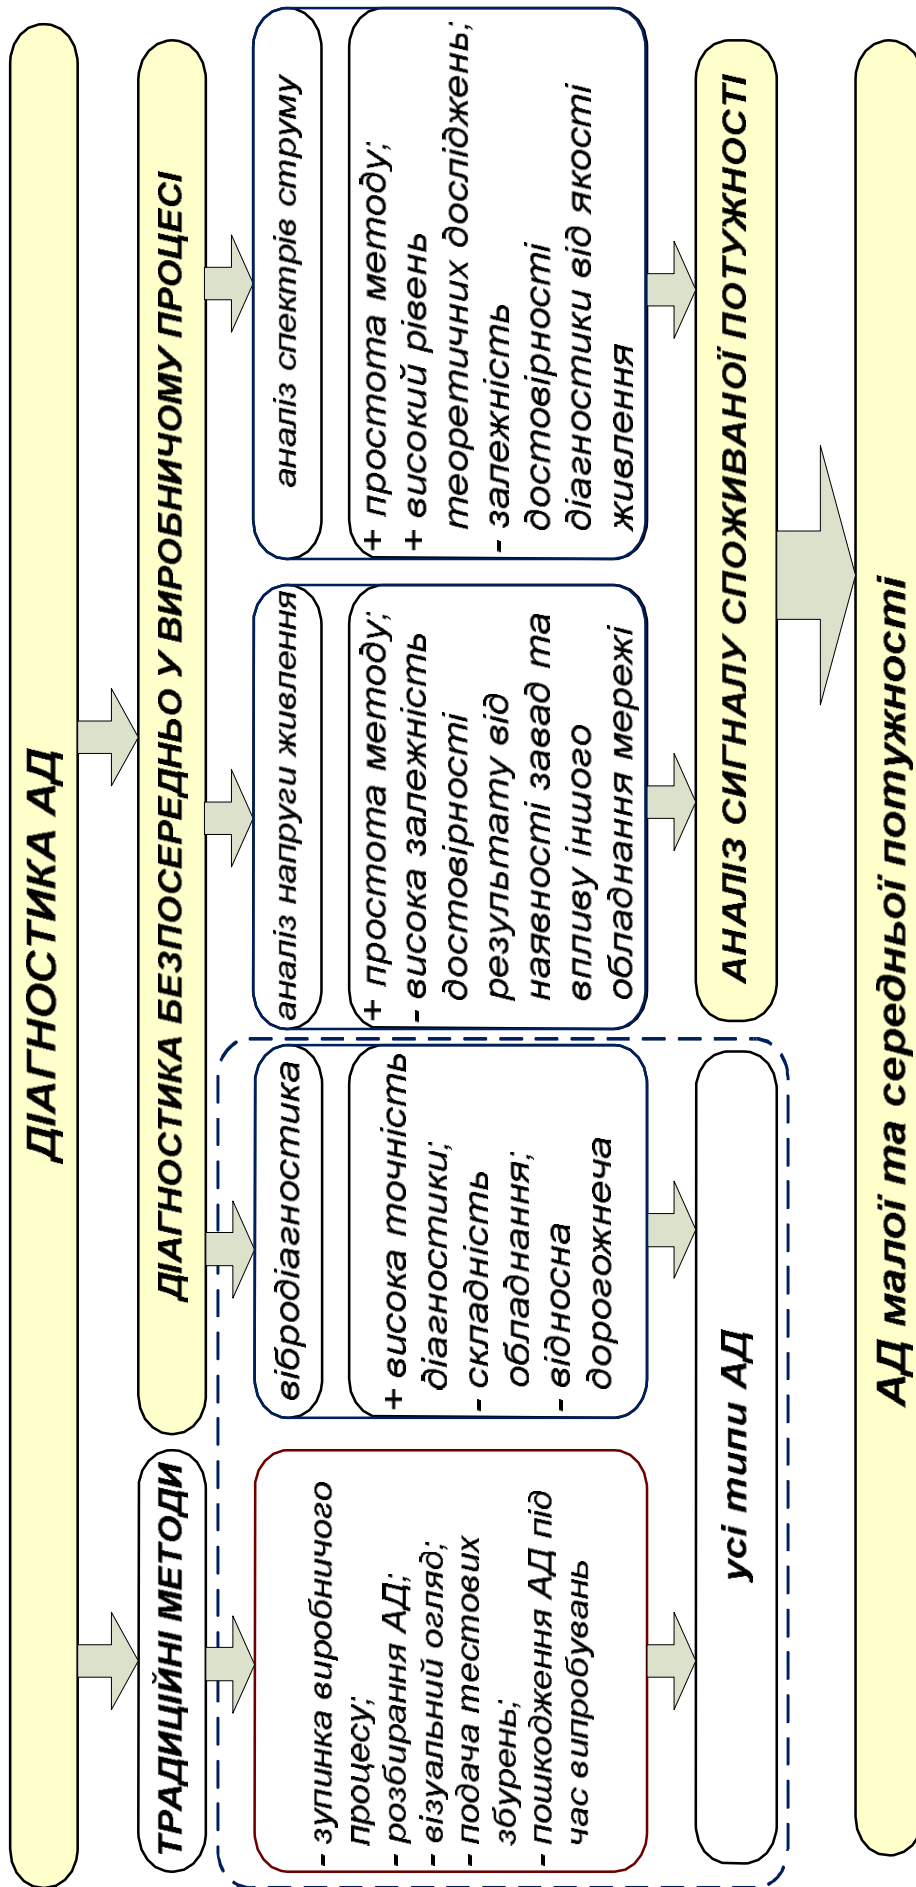 ДІАГНОСТИКА АД
ТРАДИЦІЙНІ МЕТОДИ
ДІАГНОСТИКА БЕЗПОСЕРЕДНЬО У ВИРОБНИЧОМУ ПРОЦЕСІ
- зупинка виробничого
процесу;
- розбирання АД;
- візуальний огляд;
- подача тестових
збурень;
- пошкодження АД під
час випробувань
вібродіагностика
+ висока точність
діагностики;
- складність
обладнання;
- відносна
дорогожнеча
аналіз напруги живлення
+ простота методу;
- висока залежність
достовірності
результату від
наявності завад та
впливу іншого
обладнання мережі
аналіз спектрів струму
+ простота методу;
+ високий рівень
теоретичних досліджень;
- залежність
достовірності
діагностики від якості
живлення
усі типи АД
АНАЛІЗ СИГНАЛУ СПОЖИВАНОЇ ПОТУЖНОСТІ
АД малої та середньої потужності